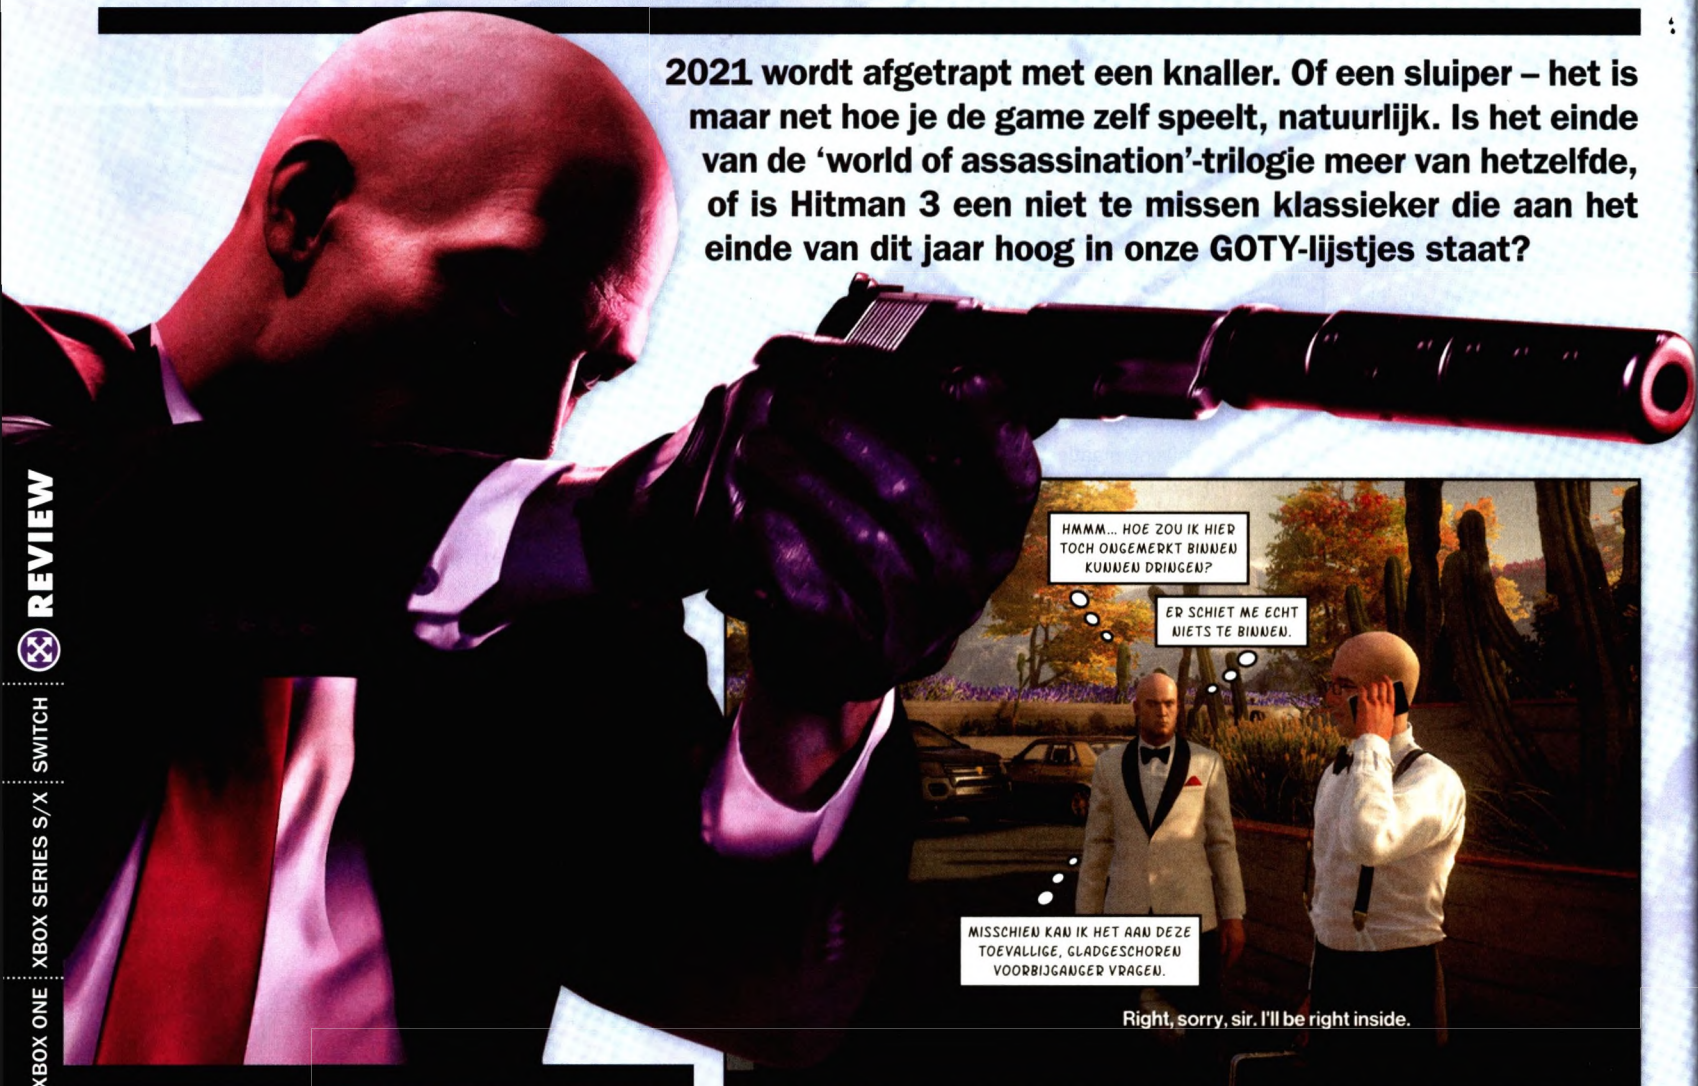 2021 wordt afgetrapt met een knaller. Of een sluiper – het is
maar net hoe je de game zelf speelt, natuurlijk. Is het einde
van de ‘world of assassination’-trilogie meer van hetzelfde,
of is Hitman 3 een niet te missen klassieker die aan het
einde van dit jaar hoog in onze GOTY-lijstjes staat?
REVIEW
SWITCH
XBOX SERIES S/X
XBOX ONE
HMMM... HOE ZOU IK HIER
TOCH ONGEMERKT BINNEN
KUNNEN DRINGEN?
ER SCHIET ME ECHT
NIETS TE BINNEN.
MISSCHIEN KAN IK HET AAN DEZE
TOEVALLIGE, GLADGESCHOREN
VOORBIJGANGER VRAGEN.
Right, sorry, sir. I'll be right inside.